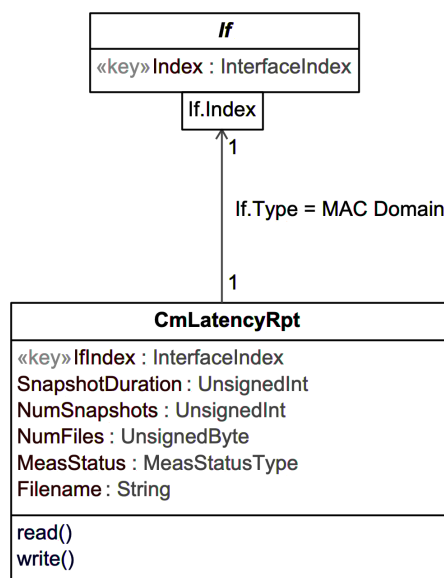 If
«key»Index : InterfaceIndex
If.Index
1
If.Type = MAC Domain
1
CmLatencyRpt
«key»IfIndex : InterfaceIndex
SnapshotDuration : UnsignedInt
NumSnapshots : UnsignedInt
NumFiles : UnsignedByte
MeasStatus : MeasStatusType
Filename : String
read()
write()